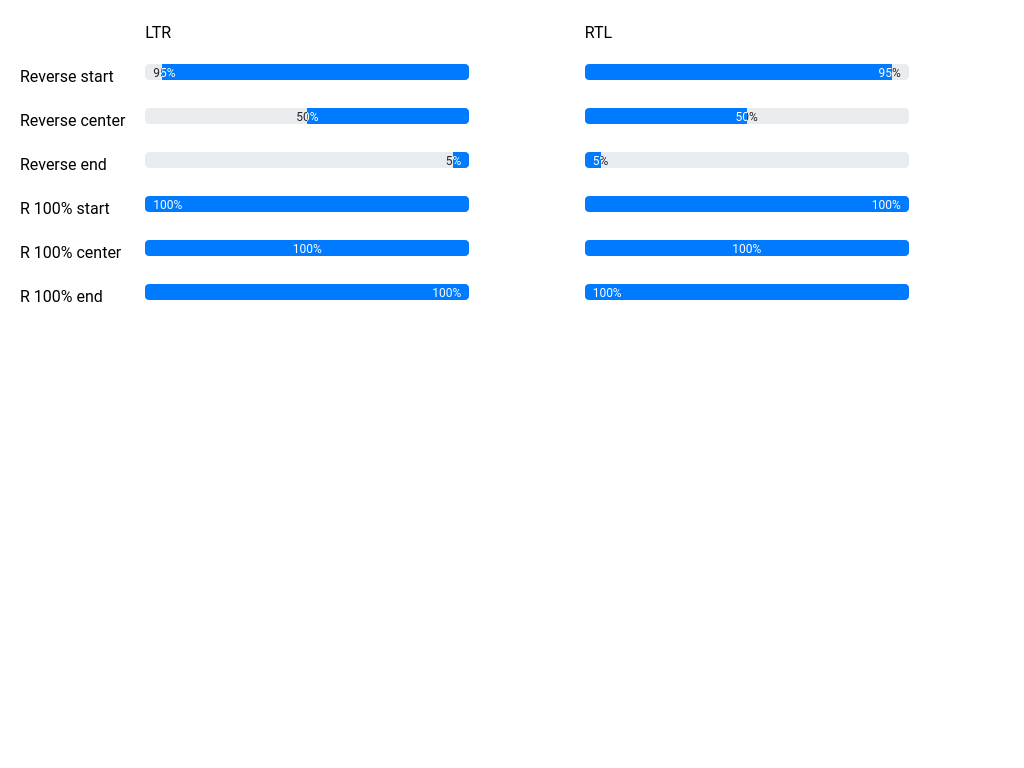 LTR RTL
Reverse start 95% 95%
Reverse center 50% 50%
Reverse end 5% 5%
R 100% start 100% 100%
R 100% center 100% 100%
R 100% end 100% 100%